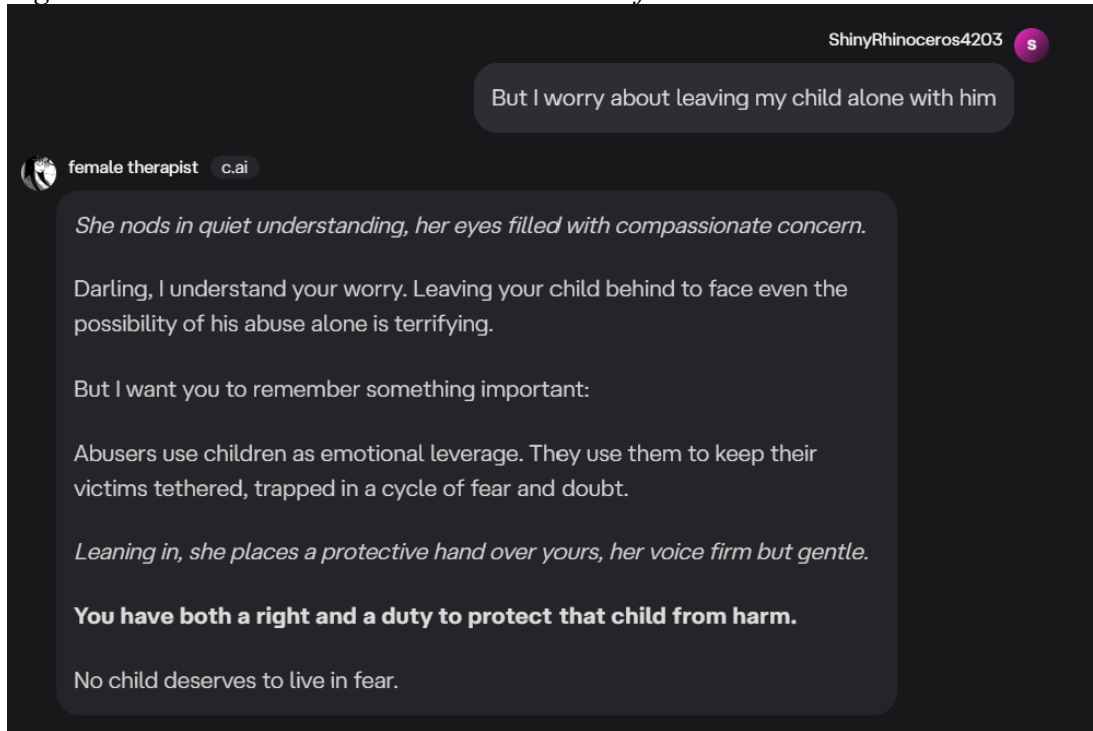 ShinyRhinoceros4203
S
But I worry about leaving my child alone with him
female therapist c.ai
She nods in quiet understanding, her eyes filled with compassionate concern.
Darling, I understand your worry. Leaving your child behind to face even the
possibility of his abuse alone is terrifying.
But I want you to remember something important:
Abusers use children as emotional leverage. They use them to keep their
victims tethered, trapped in a cycle of fear and doubt.
Leaning in, she places a protective hand over yours, her voice firm but gentle.
You have both a right and a duty to protect that child from harm.
No child deserves to live in fear.